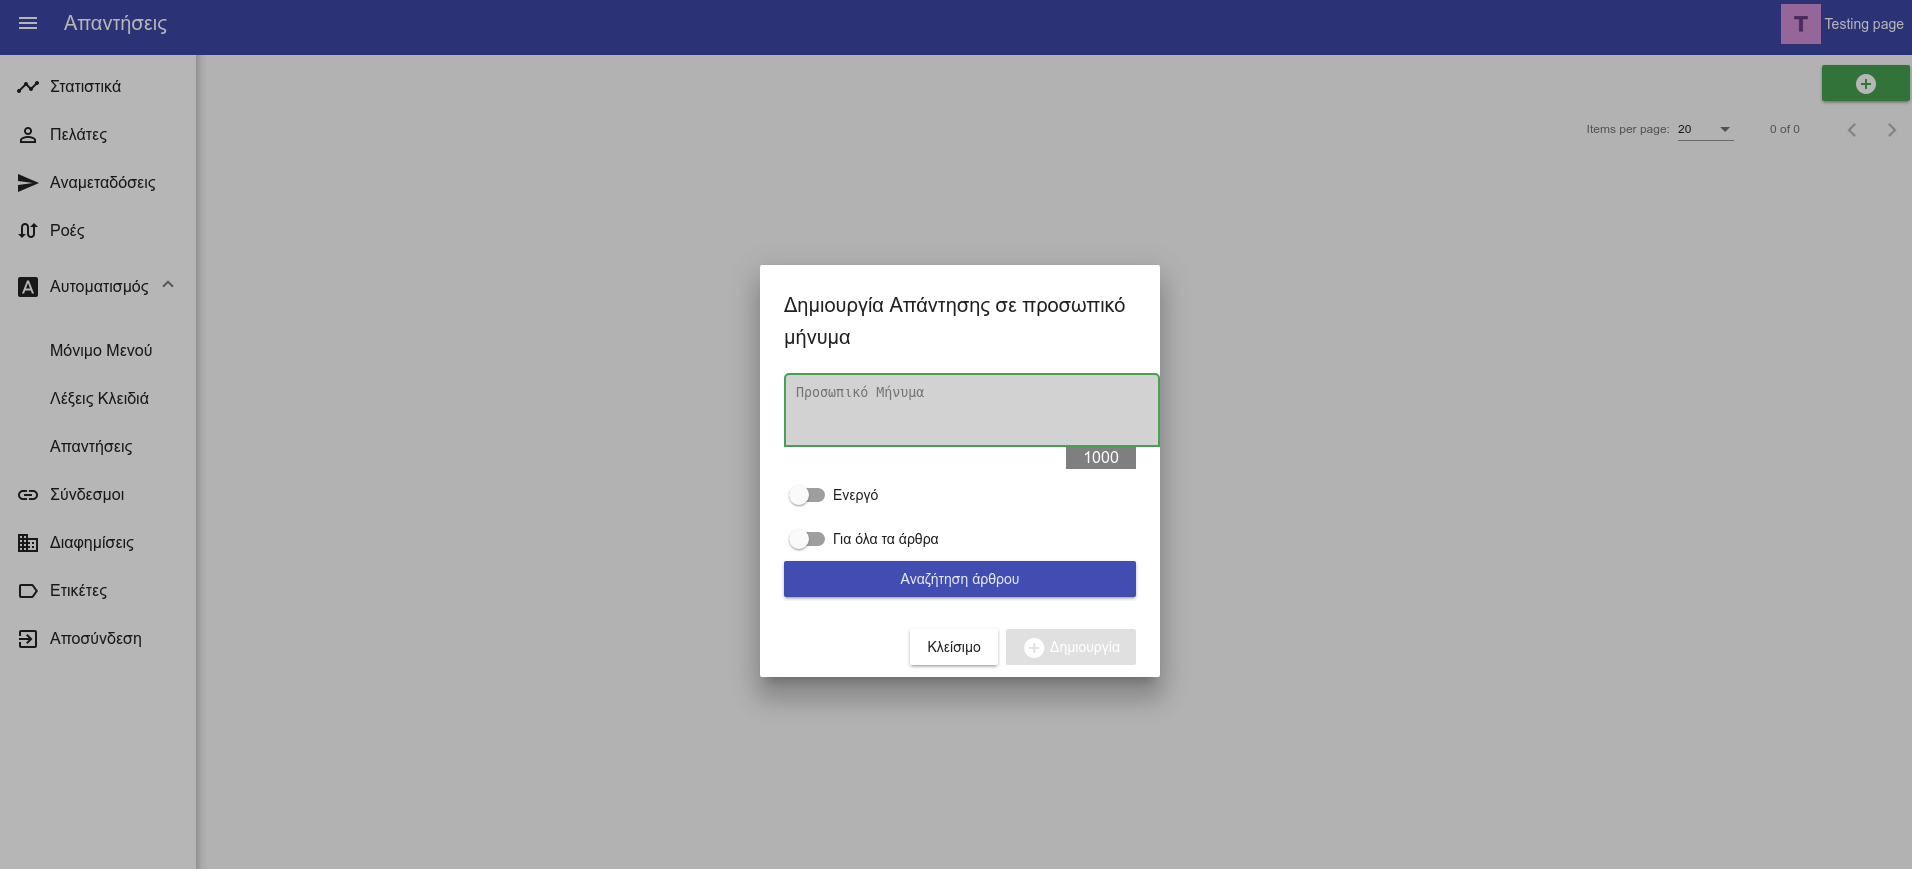 Απαντήσεις
T Testing page
Στατιστικά
Πελάτες
Αναμεταδόσεις
Ροές
Αυτοματισμός
Μόνιμο Μενού
Λέξεις Κλειδιά
Απαντήσεις
Σύνδεσμοι
Διαφημίσεις
Ετικέτες
Αποσύνδεση
Items per page: 20 0 of 0
Δημιουργία Απάντησης σε προσωπικό
μήνυμα
Προσωπικό Μήνυμα
1000
Ενεργό
Για όλα τα άρθρα
Αναζήτηση άρθρου
Κλείσιμο Δημιουργία